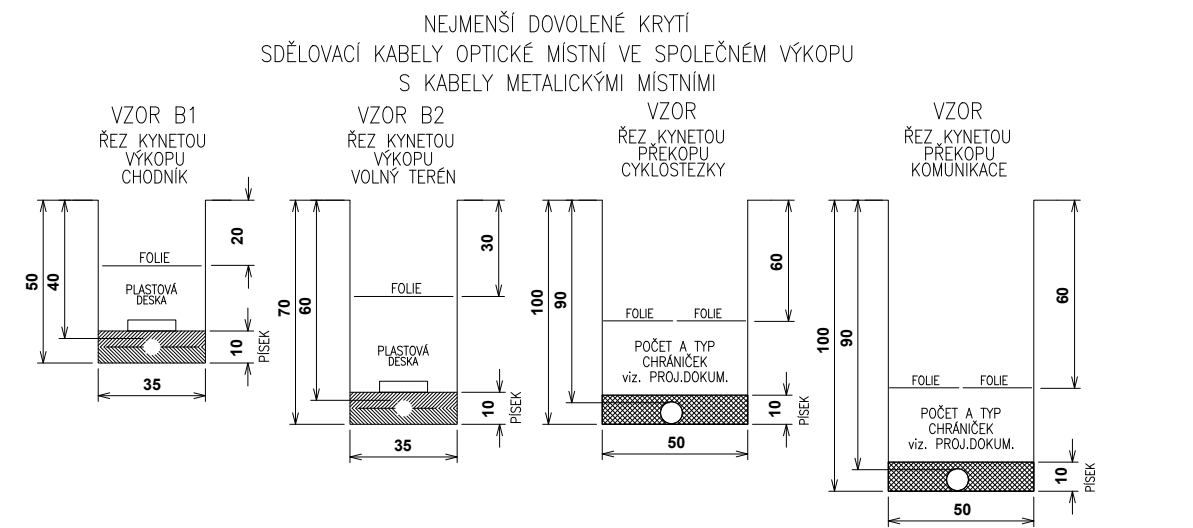 NEJMENŠÍ DOVOLENÉ KRYTÍ
SDĚLOVACÍ KABELY OPTICKÉ MÍSTNÍ VE SPOLEČNÉM VÝKOPU
S KABELY METALICKÝMI MÍSTNÍMI
VZOR B1
ŘEZ KYNETOU
VÝKOPU
CHODNÍK
50
40
20
FOLIE
PLASTOVÁ
DESKA
10
PÍSEK
35
VZOR B2
ŘEZ KYNETOU
VÝKOPU
VOLNÝ TERÉN
70
60
30
FOLIE
PLASTOVÁ
DESKA
10
PÍSEK
35
VZOR
ŘEZ KYNETOU
PŘEKOPU
CYKLOSTEZKY
100
90
60
FOLIE FOLIE
POČET A TYP
CHRÁNIČEK
viz. PROJ.DOKUM.
10
PÍSEK
50
VZOR
ŘEZ KYNETOU
PŘEKOPU
KOMUNIKACE
100
90
60
FOLIE FOLIE
POČET A TYP
CHRÁNIČEK
viz. PROJ.DOKUM.
10
PÍSEK
50